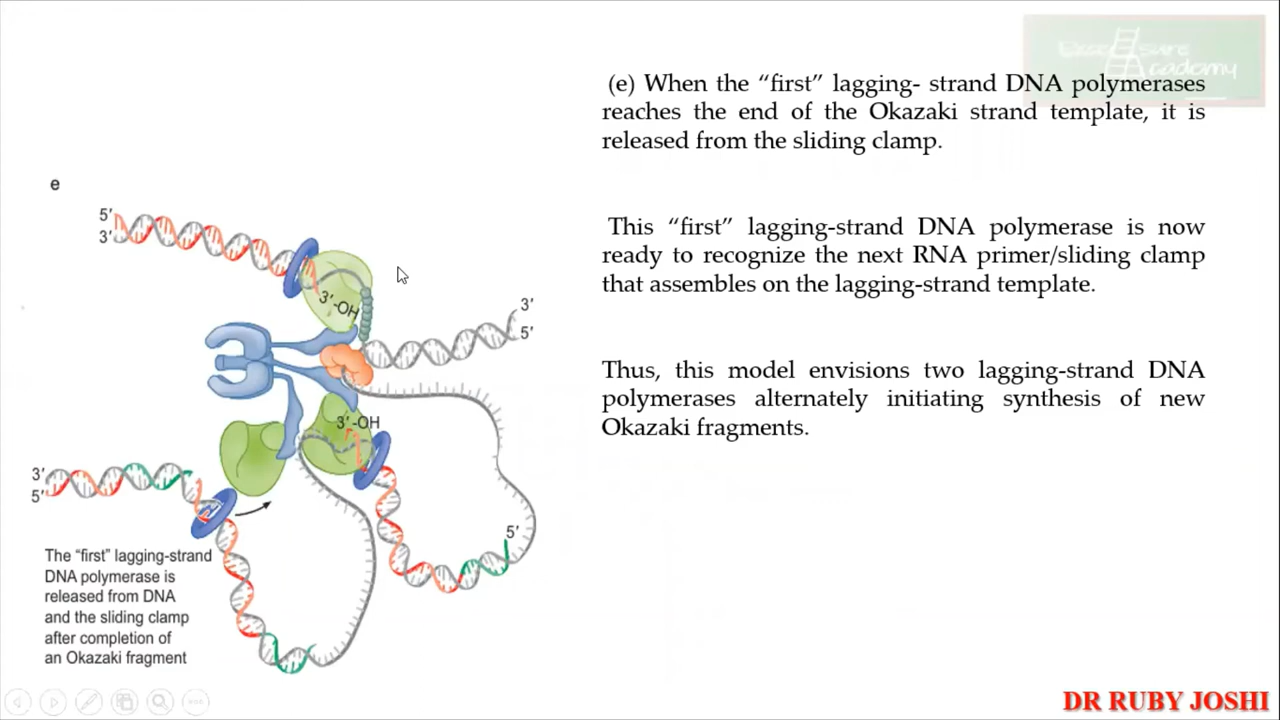 (e) When the “first” lagging- strand DNA polymerases
reaches the end of the Okazaki strand template, it is
released from the sliding clamp.
This “first” lagging-strand DNA polymerase is now
ready to recognize the next RNA primer/sliding clamp
that assembles on the lagging-strand template.
Thus, this model envisions two lagging-strand DNA
polymerases alternately initiating synthesis of new
Okazaki fragments.
e
5′
3′
3′-OH
3′
5′
3′-OH
3′
5′
5′
The “first” lagging-strand
DNA polymerase is
released from DNA
and the sliding clamp
after completion of
an Okazaki fragment
DR RUBY JOSHI